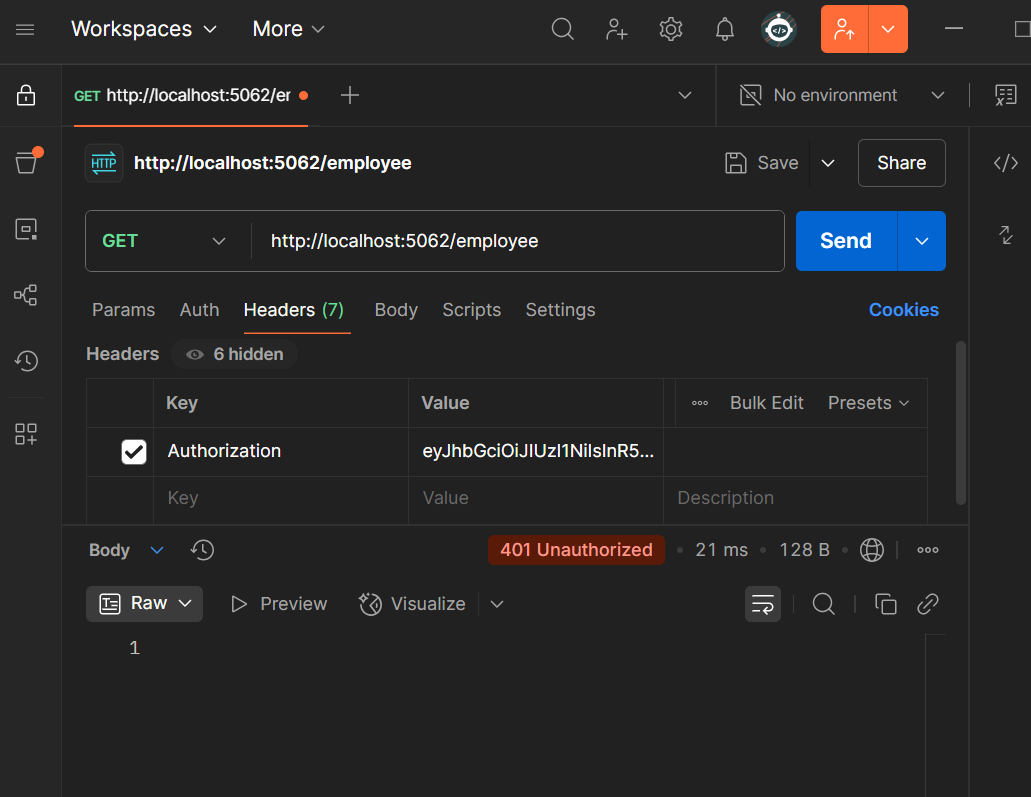 Workspaces More
GET http://localhost:5062/er No environment
HTTP http://localhost:5062/employee Save Share
GET http://localhost:5062/employee Send
Params Auth Headers (7) Body Scripts Settings Cookies
Headers 6 hidden
Key Value Bulk Edit Presets
Authorization eyJhbGciOiJIUzI1NiIsInR5...
Key Value Description
Body 401 Unauthorized 21 ms 128 B
Raw Preview Visualize
1